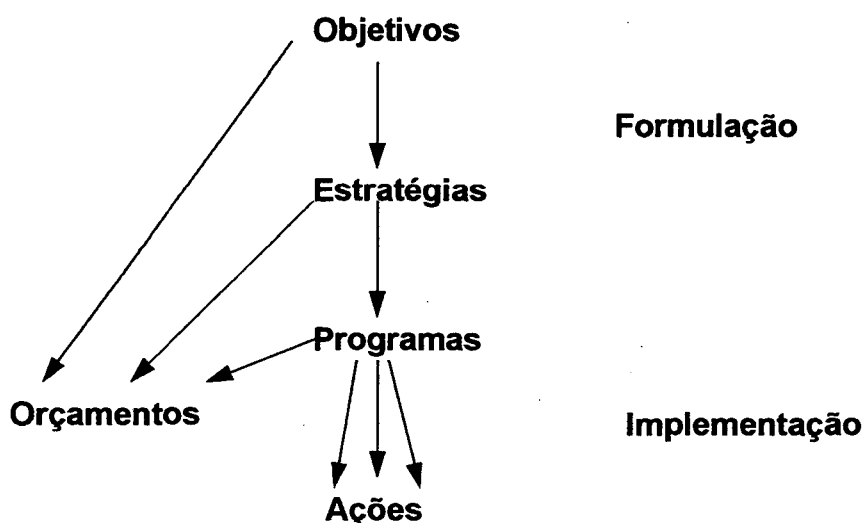 Objetivos
Formulação
Estratégias
Programas
Orçamentos
Implementação
Ações